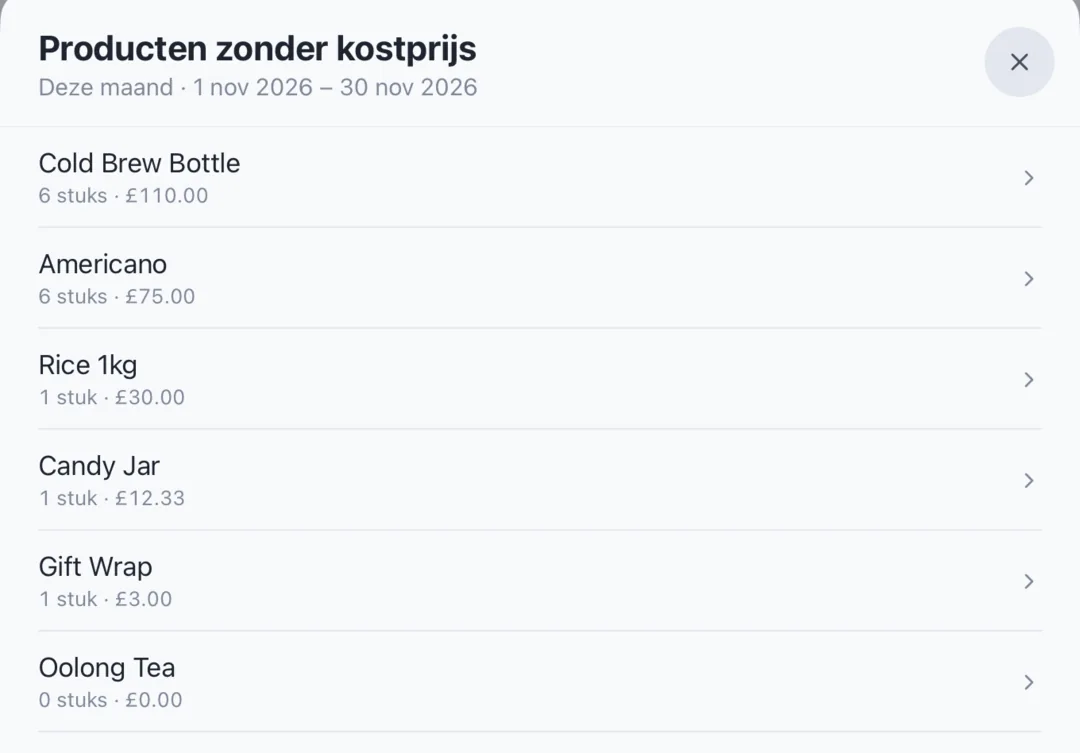 Producten zonder kostprijs
Deze maand · 1 nov 2026 – 30 nov 2026
Cold Brew Bottle
6 stuks · £110.00
Americano
6 stuks · £75.00
Rice 1kg
1 stuk · £30.00
Candy Jar
1 stuk · £12.33
Gift Wrap
1 stuk · £3.00
Oolong Tea
0 stuks · £0.00